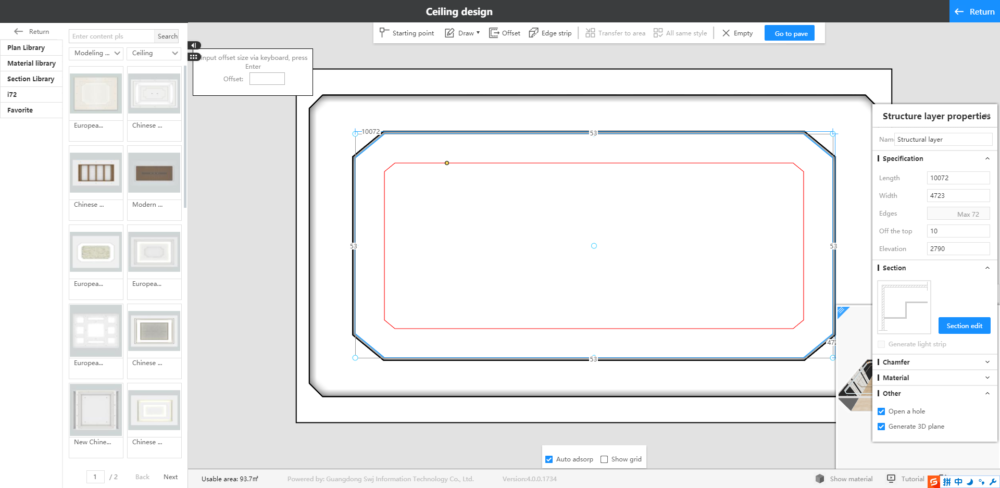 Ceiling design
Return
Return
Plan Library
Material library
Section Library
i72
Favorite
Enter content pls
Search
Modeling ...
Ceiling
Europea...
Chinese ...
Chinese ...
Modern ...
Europea...
Europea...
Europea...
Chinese ...
New Chine...
Chinese ...
1
/ 2
Back
Next
Starting point
Draw
Offset
Edge strip
Transfer to area
All same style
Empty
Go to pave
Input offset size via keyboard, press
Enter
Offset:
10072
53
53
53
53
Structure layer properties
Name
Structural layer
Specification
Length
10072
Width
4723
Edges
Max 72
Off the top
10
Elevation
2790
Section
Section edit
Generate light strip
Chamfer
Material
Other
Open a hole
Generate 3D plane
Auto adsorp
Show grid
Usable area: 93.7㎡
Powered by: Guangdong Swj Information Technology Co., Ltd.
Version:4.0.0.1734
Show material
Tutorial
S
拼
中